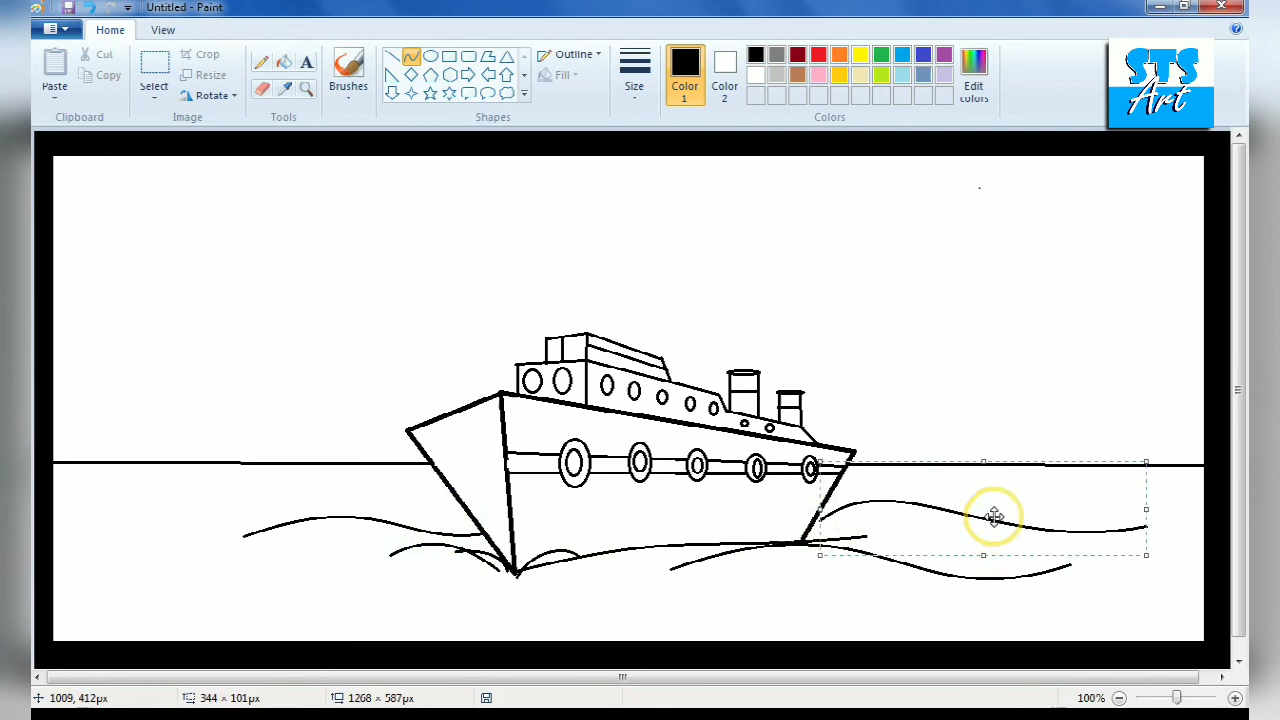 Untitled - Paint
Home
View
Paste
Cut
Copy
Clipboard
Select
Crop
Resize
Rotate
Image
A
Tools
Brushes
Outline
Fill
Shapes
Size
Color 1
Color 2
Edit colors
Colors
STS
Art
1009, 412px
344 × 101px
1268 × 587px
100%